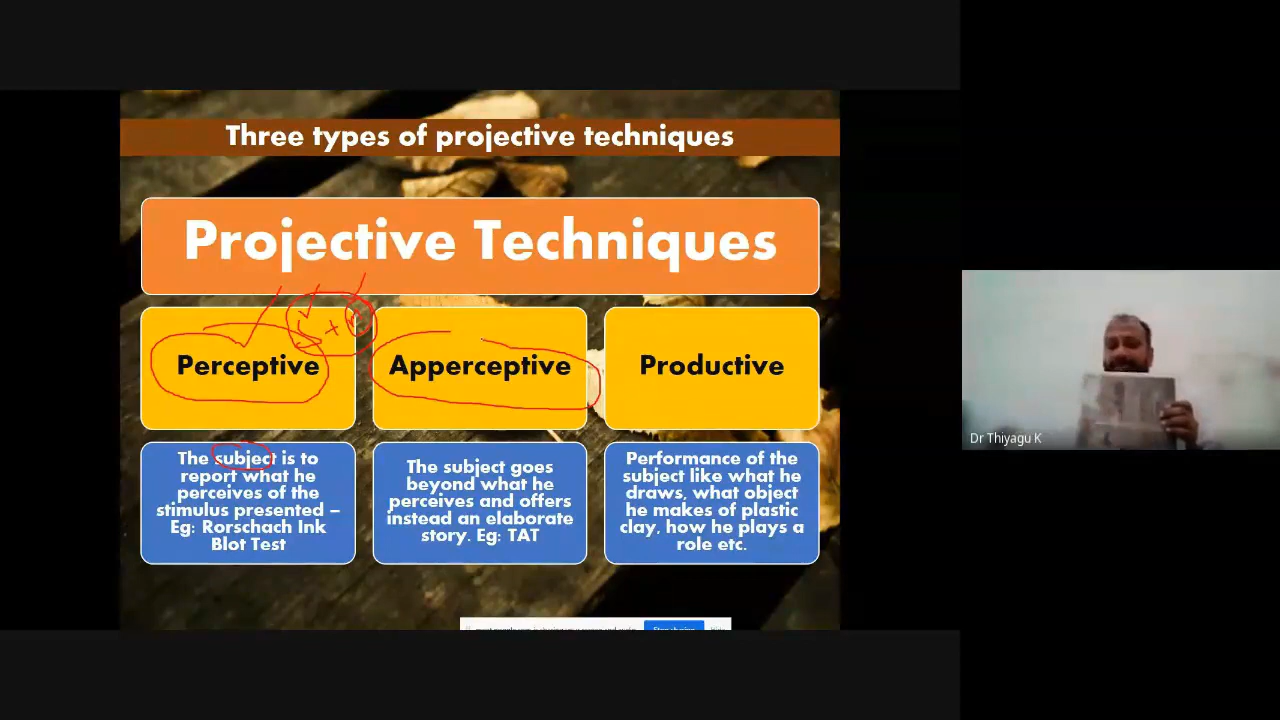 Three types of projective techniques
Projective Techniques
Perceptive
Apperceptive
Productive
The subject is to
report what he
perceives of the
stimulus presented –
Eg: Rorschach Ink
Blot Test
The subject goes
beyond what he
perceives and offers
instead an elaborate
story. Eg: TAT
Performance of the
subject like what he
draws, what object
he makes of plastic
clay, how he plays a
role etc.
Dr Thiyagu K